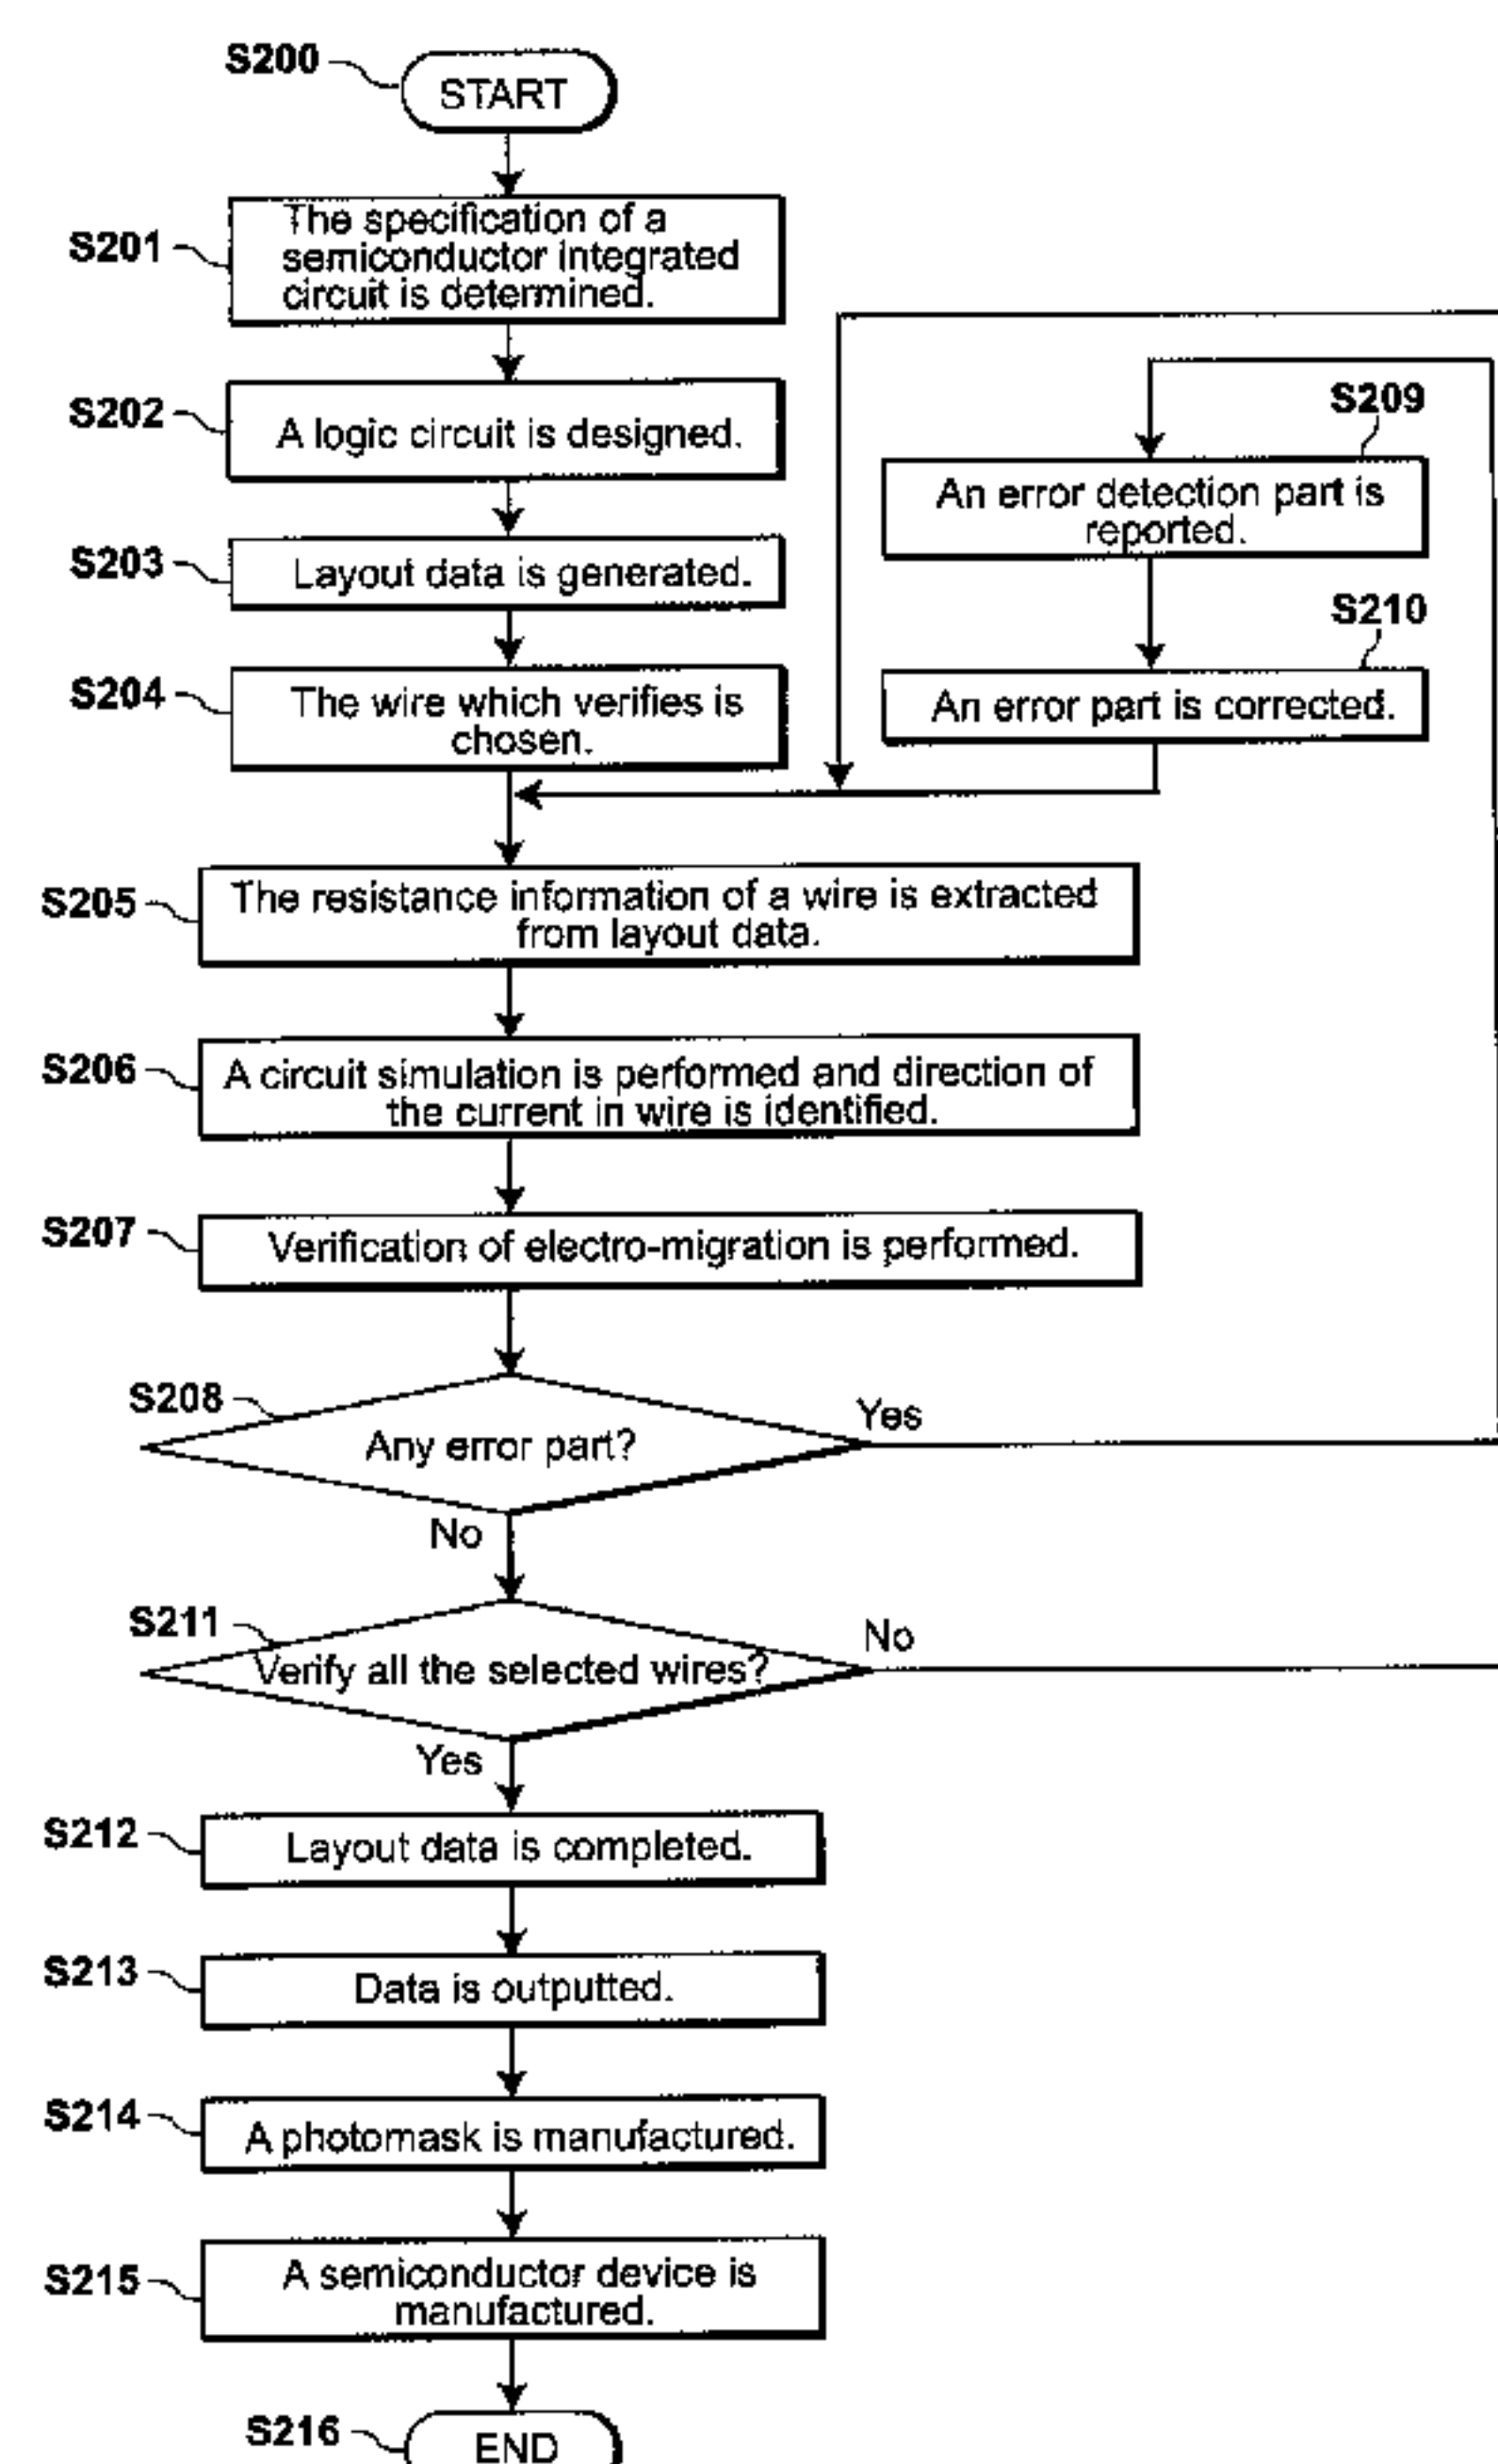 S200
START
S201
The specification of a
semiconductor integrated
circuit is determined.
S202
A logic circuit is designed.
S203
Layout data is generated.
S204
The wire which verifies is
chosen.
S209
An error detection part is
reported.
S210
An error part is corrected.
S205
The resistance information of a wire is extracted
from layout data.
S206
A circuit simulation is performed and direction of
the current in wire is identified.
S207
Verification of electro-migration is performed.
S208
Any error part?
Yes
No
S211
Verify all the selected wires?
No
Yes
S212
Layout data is completed.
S213
Data is outputted.
S214
A photomask is manufactured.
S215
A semiconductor device is
manufactured.
S216
END